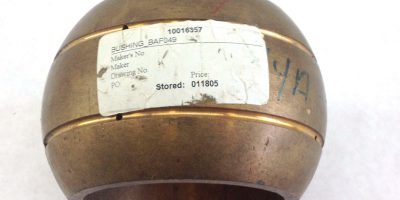 10016357
BUSHING_BAF049
Maker's No
Maker
Drawing No
Price:
PO
Stored: 011805